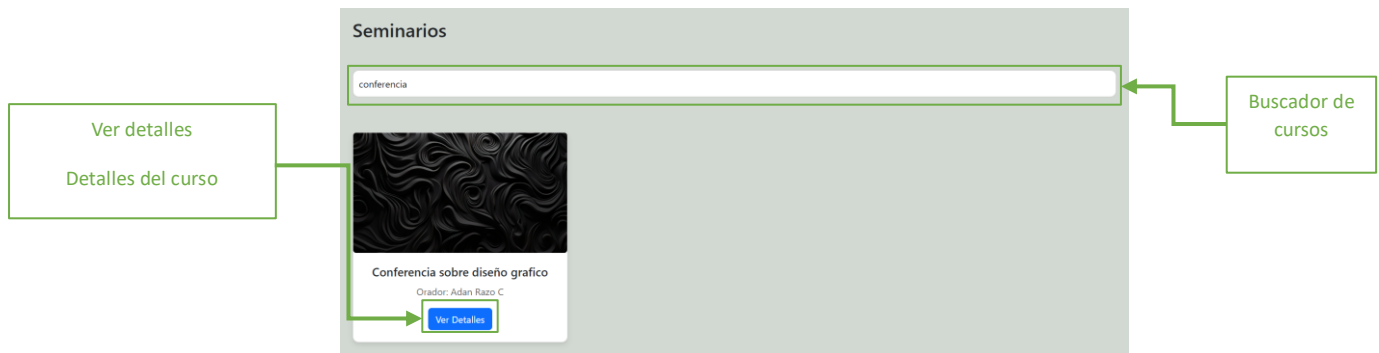 Seminarios
conferencia
Buscador de
cursos
Ver detalles
Detalles del curso
Conferencia sobre diseño grafico
Orador: Adan Razo C
Ver Detalles